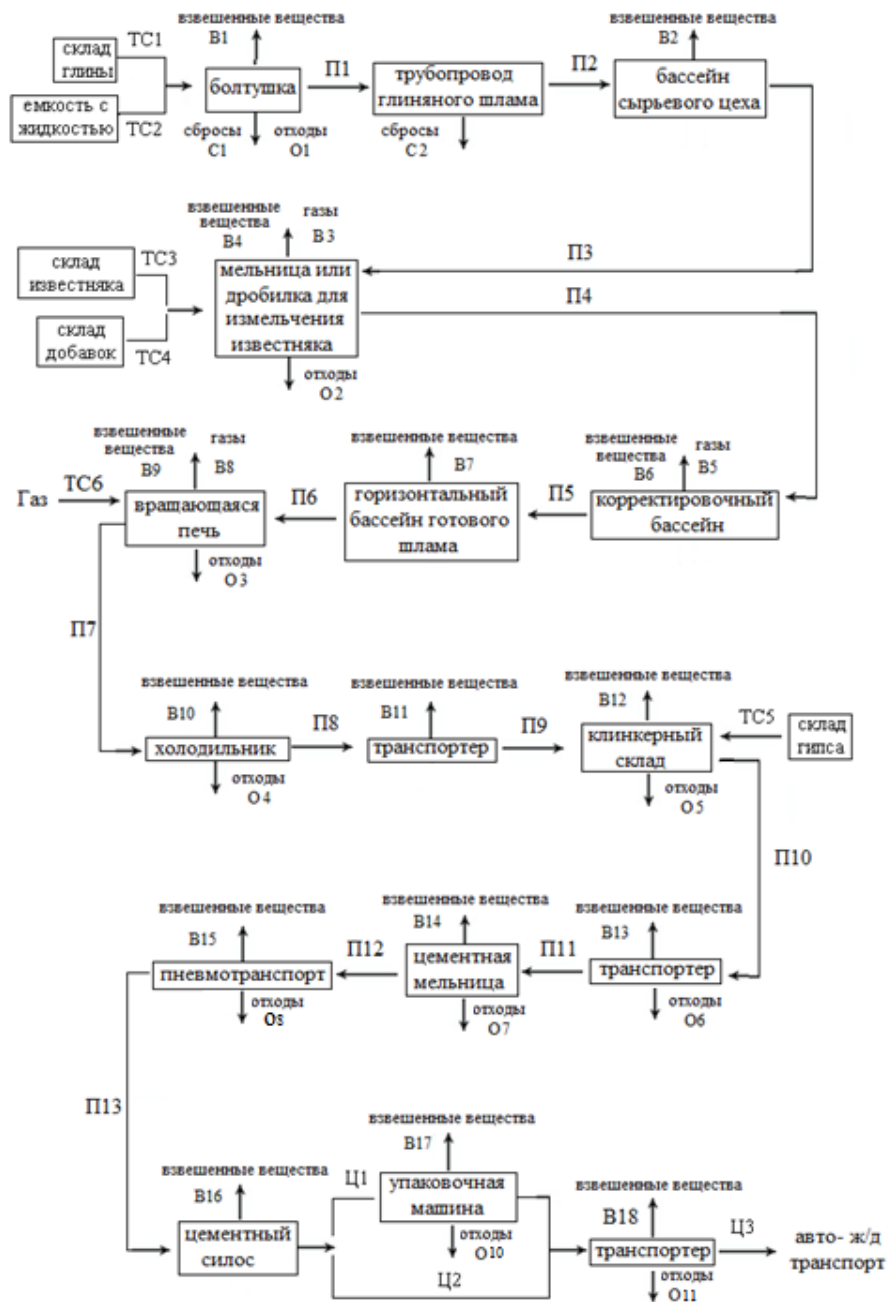 взвешенные вещества
В1
взвешенные вещества
В2
склад
глины
ТС1
емкость с
жидкостью
ТС2
болтушка
П1
трубопровод
глиняного шлама
П2
бассейн
сырьевого цеха
сбросы
С1
отходы
О1
сбросы
С2
взвешенные
вещества
В4
газы
В3
П3
склад
известняка
ТС3
склад
добавок
ТС4
мельница или
дробилка для
измельчения
известняка
П4
отходы
О2
взвешенные
вещества
В9
газы
В8
взвешенные вещества
В7
взвешенные
вещества
В6
газы
В5
Газ
ТС6
вращающаяся
печь
П6
горизонтальный
бассейн готового
шлама
П5
корректировочный
бассейн
отходы
О3
П7
взвешенные вещества
В10
взвешенные вещества
В11
взвешенные вещества
В12
холодильник
П8
транспортер
П9
клинкерный
склад
ТС5
склад
гипса
отходы
О4
отходы
О5
П10
взвешенные вещества
В15
взвешенные вещества
В14
взвешенные вещества
В13
пневмотранспорт
П12
цементная
мельница
П11
транспортер
отходы
О8
отходы
О7
отходы
О6
П13
взвешенные вещества
В17
взвешенные вещества
В16
взвешенные вещества
В18
Ц1
упаковочная
машина
цементный
силос
отходы
О10
Ц2
транспортер
Ц3
авто- ж/д
транспорт
отходы
О11